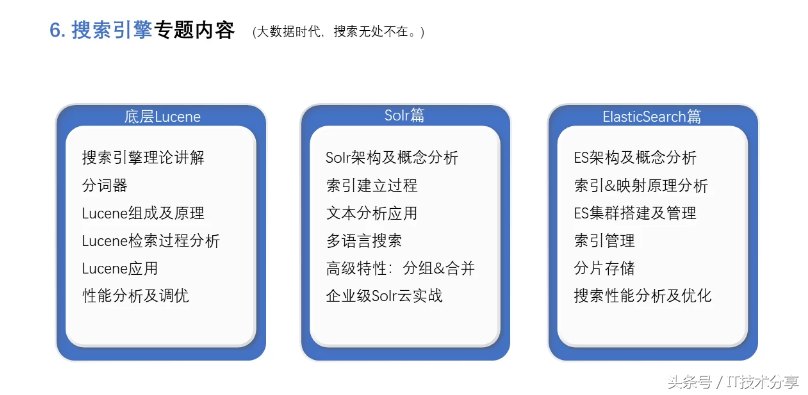 6. 搜索引擎专题内容 (大数据时代，搜索无处不在。)
底层Lucene
搜索引擎理论讲解
分词器
Lucene组成及原理
Lucene检索过程分析
Lucene应用
性能分析及调优
Solr篇
Solr架构及概念分析
索引建立过程
文本分析应用
多语言搜索
高级特性：分组&合并
企业级Solr云实战
ElasticSearch篇
ES架构及概念分析
索引&映射原理分析
ES集群搭建及管理
索引管理
分片存储
搜索性能分析及优化
头条号 / IT技术分享